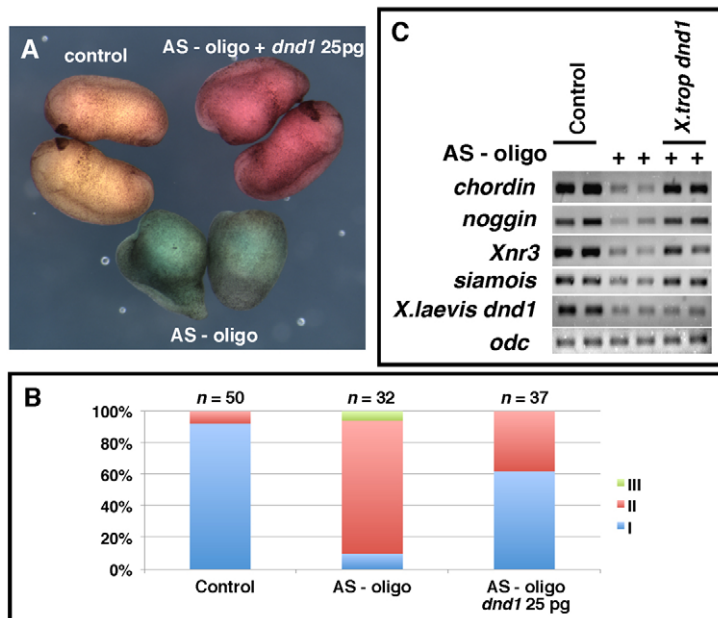 A
control
AS - oligo + dnd1 25pg
AS - oligo
C
Control
X.trop dnd1
AS - oligo + + + +
chordin
noggin
Xnr3
siamois
X.laevis dnd1
odc
B
n = 50 n = 32 n = 37
100%
80%
60%
40%
20%
0%
Control
AS - oligo
AS - oligo
dnd1 25 pg
III
II
I